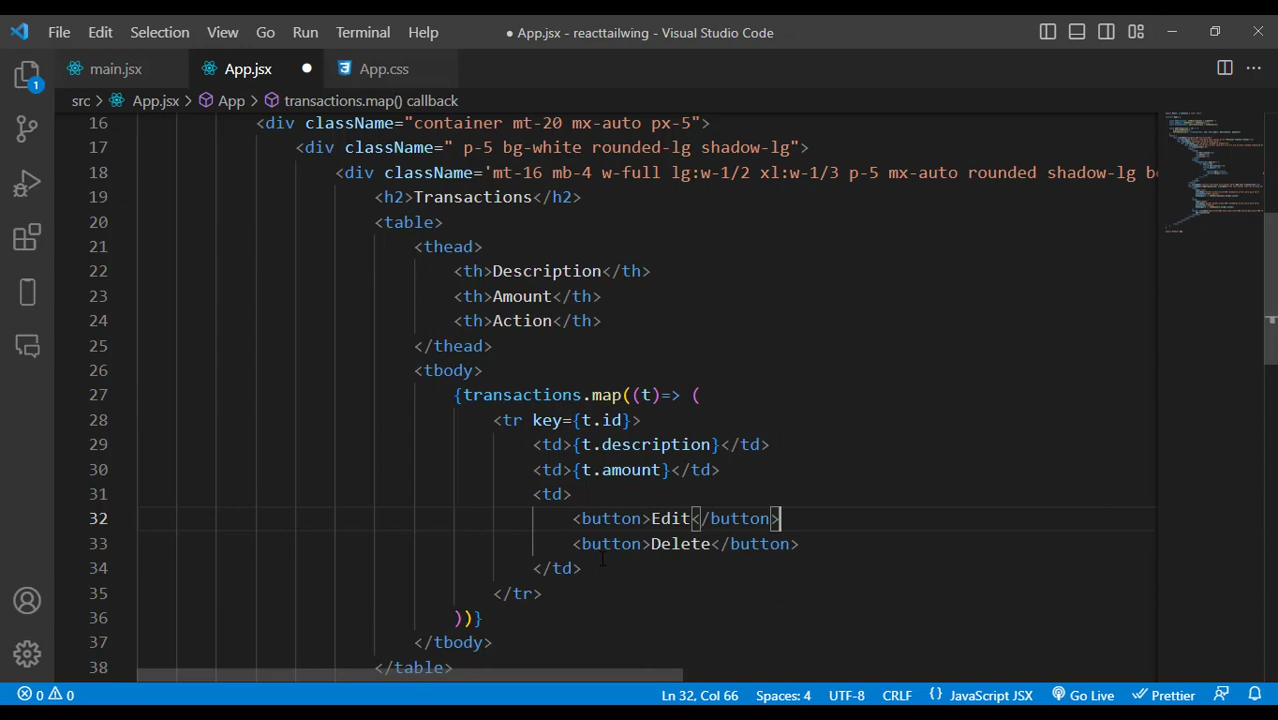 File Edit Selection View Go Run Terminal Help ● App.jsx - reacttailwing - Visual Studio Code
1 main.jsx App.jsx ● App.css ...
src > App.jsx > App > transactions.map() callback
16 <div className="container mt-20 mx-auto px-5">
17 <div className=" p-5 bg-white rounded-lg shadow-lg">
18 <div className='mt-16 mb-4 w-full lg:w-1/2 xl:w-1/3 p-5 mx-auto rounded shadow-lg bo
19 <h2>Transactions</h2>
20 <table>
21 <thead>
22 <th>Description</th>
23 <th>Amount</th>
24 <th>Action</th>
25 </thead>
26 <tbody>
27 {transactions.map((t)=> (
28 <tr key={t.id}>
29 <td>{t.description}</td>
30 <td>{t.amount}</td>
31 <td>
32 <button>Edit</button>
33 <button>Delete</button>
34 </td>
35 </tr>
36 ))}
37 </tbody>
38 </table>
0 0 Ln 32, Col 66 Spaces: 4 UTF-8 CRLF {} JavaScript JSX Go Live Prettier